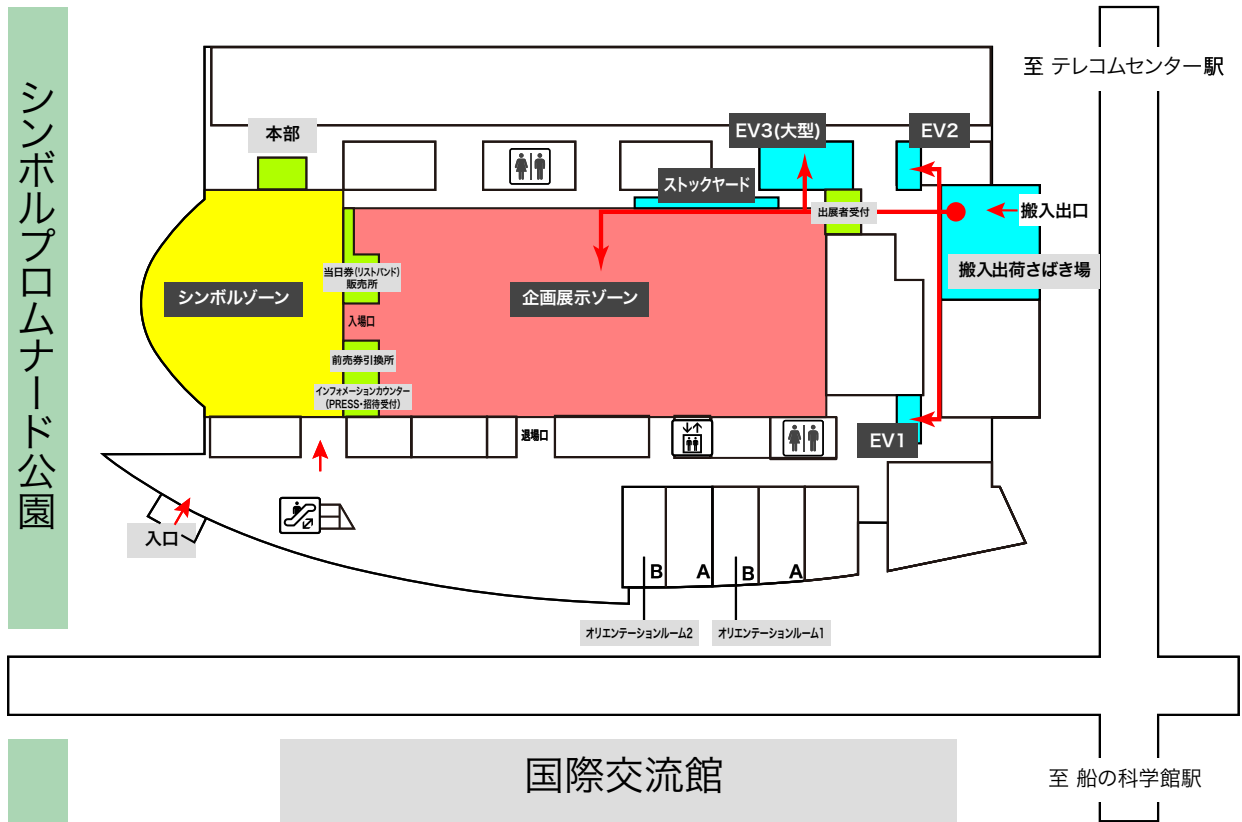 シンボルプロムナード公園
至 テレコムセンター駅
本部
EV3(大型)
EV2
ストックヤード
出展者受付
搬入出口
搬入出荷さばき場
当日券(リストバンド)
販売所
シンボルゾーン
企画展示ゾーン
入場口
前売券引換所
インフォメーションカウンター
(PRESS・招待受付)
退場口
EV1
入口
B
A
B
A
オリエンテーションルーム2
オリエンテーションルーム1
国際交流館
至 船の科学館駅